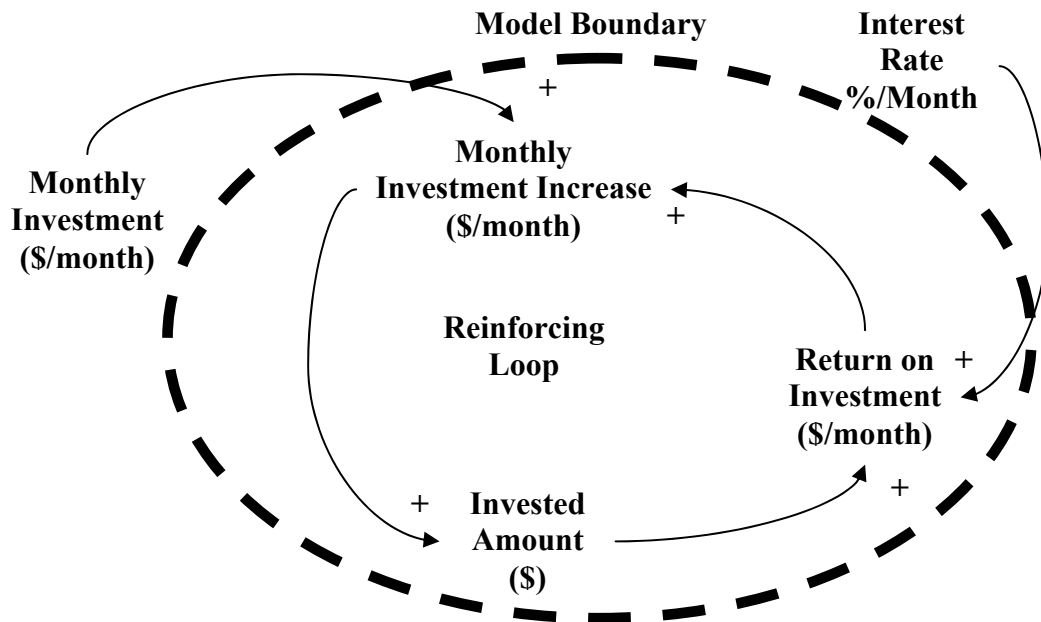 Model Boundary
Interest
Rate
%/Month
+
Monthly
Investment
($/month)
Monthly
Investment Increase
($/month)
+
Reinforcing
Loop
Return on
Investment
($/month)
+
+
Invested
Amount
($)
+